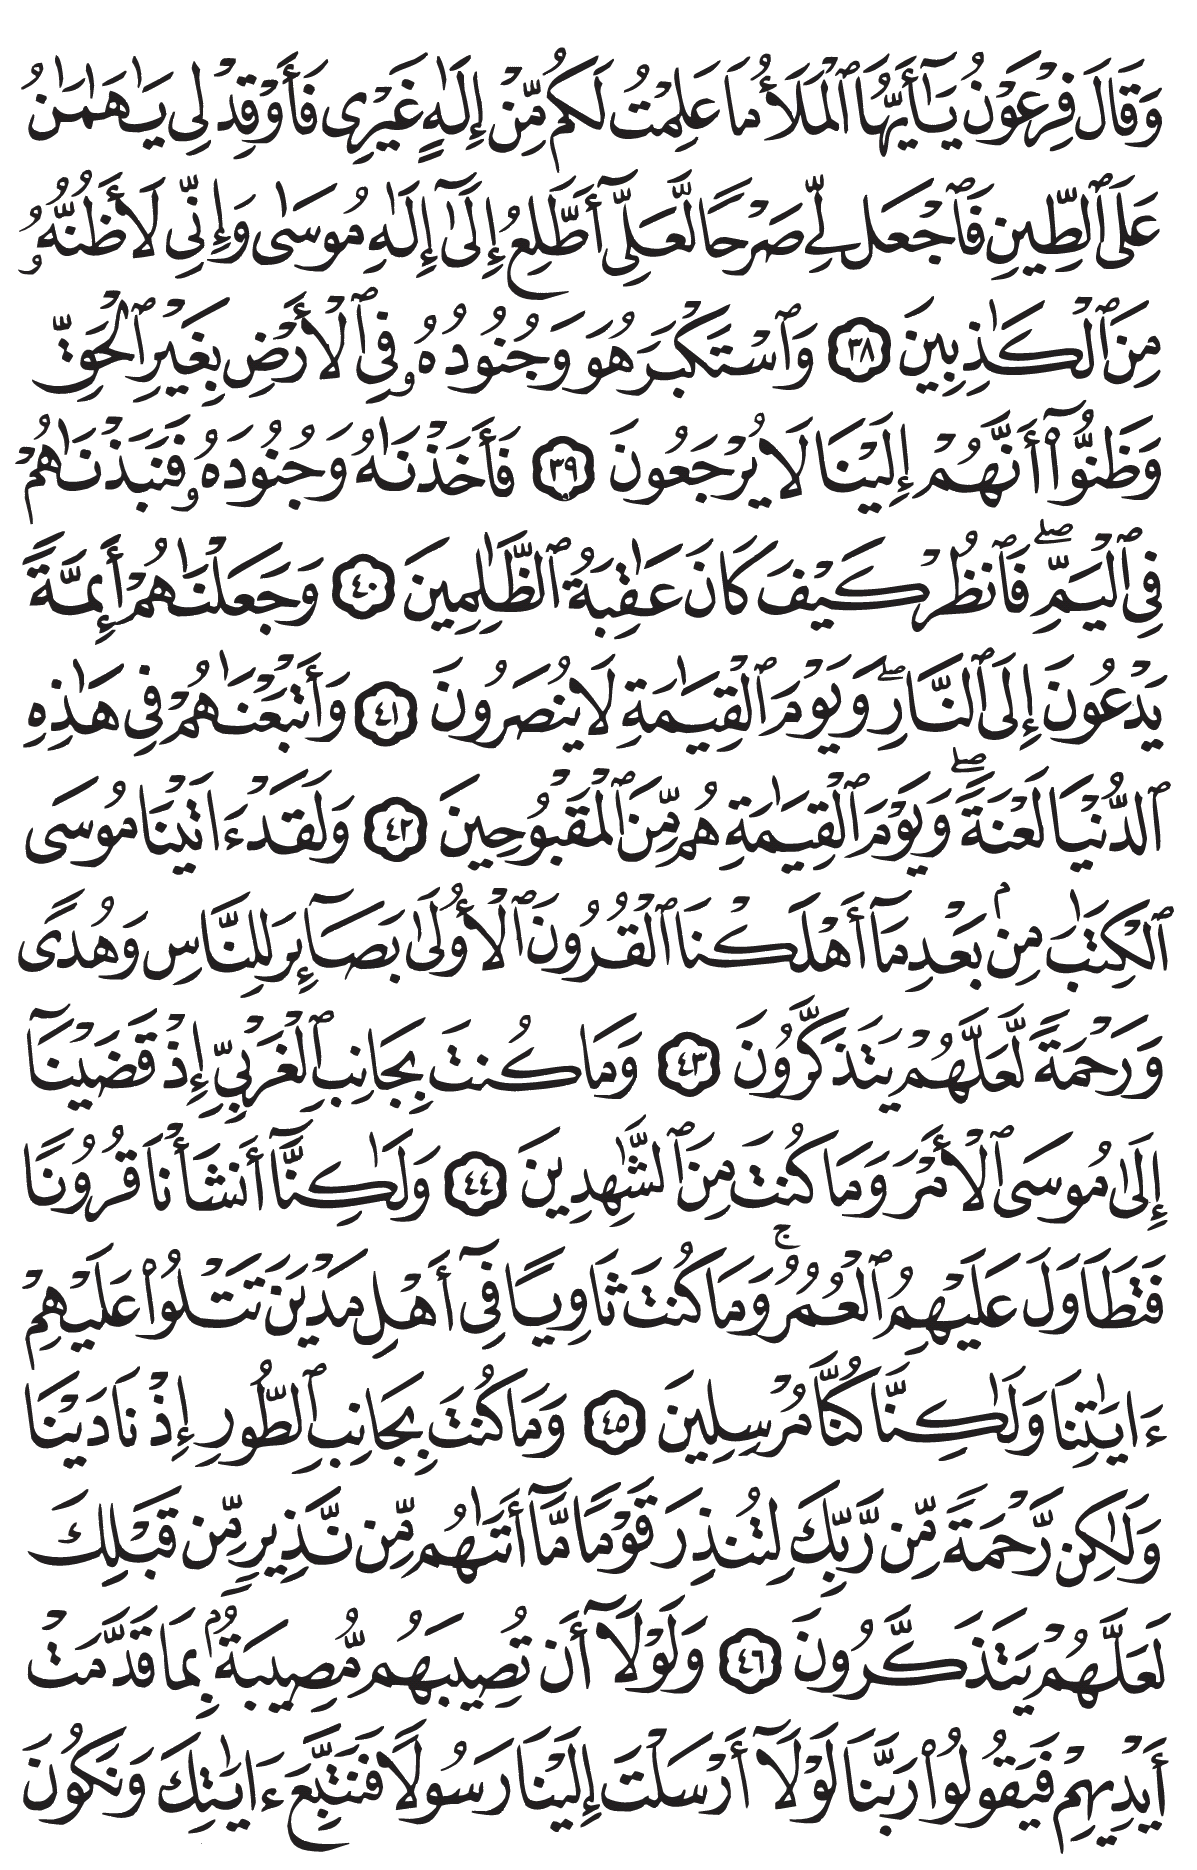 وَقَالَ فِرْعَوْنُ يَـٰٓأَيُّهَا ٱلْمَلَأُ مَا عَلِمْتُ لَكُم مِّنْ إِلَـٰهٍ غَيْرِى فَأَوْقِدْ لِى يَـٰهَـٰمَـٰنُ
عَلَى ٱلطِّينِ فَٱجْعَل لِّى صَرْحًا لَّعَلِّىٓ أَطَّلِعُ إِلَىٰٓ إِلَـٰهِ مُوسَىٰ وَإِنِّى لَأَظُنُّهُۥ
مِنَ ٱلْكَـٰذِبِينَ ٣٨ وَٱسْتَكْبَرَ هُوَ وَجُنُودُهُۥ فِى ٱلْأَرْضِ بِغَيْرِ ٱلْحَقِّ
وَظَنُّوٓا۟ أَنَّهُمْ إِلَيْنَا لَا يُرْجَعُونَ ٣٩ فَأَخَذْنَـٰهُ وَجُنُودَهُۥ فَنَبَذْنَـٰهُمْ
فِى ٱلْيَمِّ ۖ فَٱنظُرْ كَيْفَ كَانَ عَـٰقِبَةُ ٱلظَّـٰلِمِينَ ٤٠ وَجَعَلْنَـٰهُمْ أَئِمَّةً
يَدْعُونَ إِلَى ٱلنَّارِ ۖ وَيَوْمَ ٱلْقِيَـٰمَةِ لَا يُنصَرُونَ ٤١ وَأَتْبَعْنَـٰهُمْ فِى هَـٰذِهِ
ٱلدُّنْيَا لَعْنَةً ۖ وَيَوْمَ ٱلْقِيَـٰمَةِ هُم مِّنَ ٱلْمَقْبُوحِينَ ٤٢ وَلَقَدْ ءَاتَيْنَا مُوسَى
ٱلْكِتَـٰبَ مِنۢ بَعْدِ مَآ أَهْلَكْنَا ٱلْقُرُونَ ٱلْأُولَىٰ بَصَآئِرَ لِلنَّاسِ وَهُدًى
وَرَحْمَةً لَّعَلَّهُمْ يَتَذَكَّرُونَ ٤٣ وَمَا كُنتَ بِجَانِبِ ٱلْغَرْبِىِّ إِذْ قَضَيْنَآ
إِلَىٰ مُوسَى ٱلْأَمْرَ وَمَا كُنتَ مِنَ ٱلشَّـٰهِدِينَ ٤٤ وَلَـٰكِنَّآ أَنشَأْنَا قُرُونًا
فَتَطَاوَلَ عَلَيْهِمُ ٱلْعُمُرُ ۚ وَمَا كُنتَ ثَاوِيًا فِىٓ أَهْلِ مَدْيَنَ تَتْلُوا۟ عَلَيْهِمْ
ءَايَـٰتِنَا وَلَـٰكِنَّا كُنَّا مُرْسِلِينَ ٤٥ وَمَا كُنتَ بِجَانِبِ ٱلطُّورِ إِذْ نَادَيْنَا
وَلَـٰكِن رَّحْمَةً مِّن رَّبِّكَ لِتُنذِرَ قَوْمًا مَّآ أَتَىٰهُم مِّن نَّذِيرٍ مِّن قَبْلِكَ
لَعَلَّهُمْ يَتَذَكَّرُونَ ٤٦ وَلَوْلَآ أَن تُصِيبَهُم مُّصِيبَةٌۢ بِمَا قَدَّمَتْ
أَيْدِيهِمْ فَيَقُولُوا۟ رَبَّنَا لَوْلَآ أَرْسَلْتَ إِلَيْنَا رَسُولًا فَنَتَّبِعَ ءَايَـٰتِكَ وَنَكُونَ